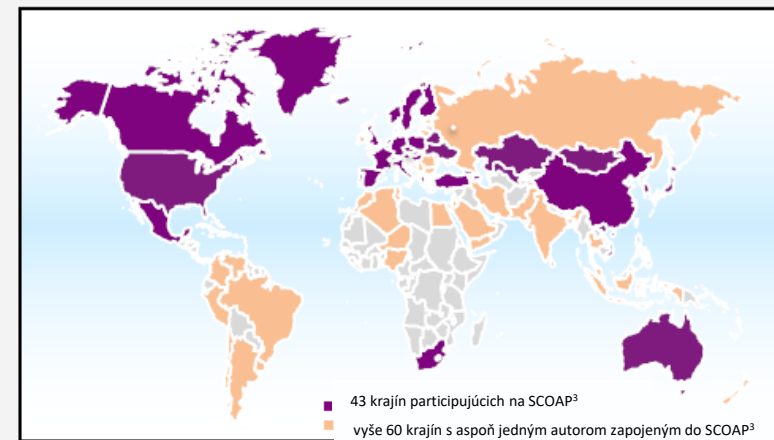 43 krajín participujúcich na SCOAP³
vyše 60 krajín s aspoň jedným autorom zapojeným do SCOAP³